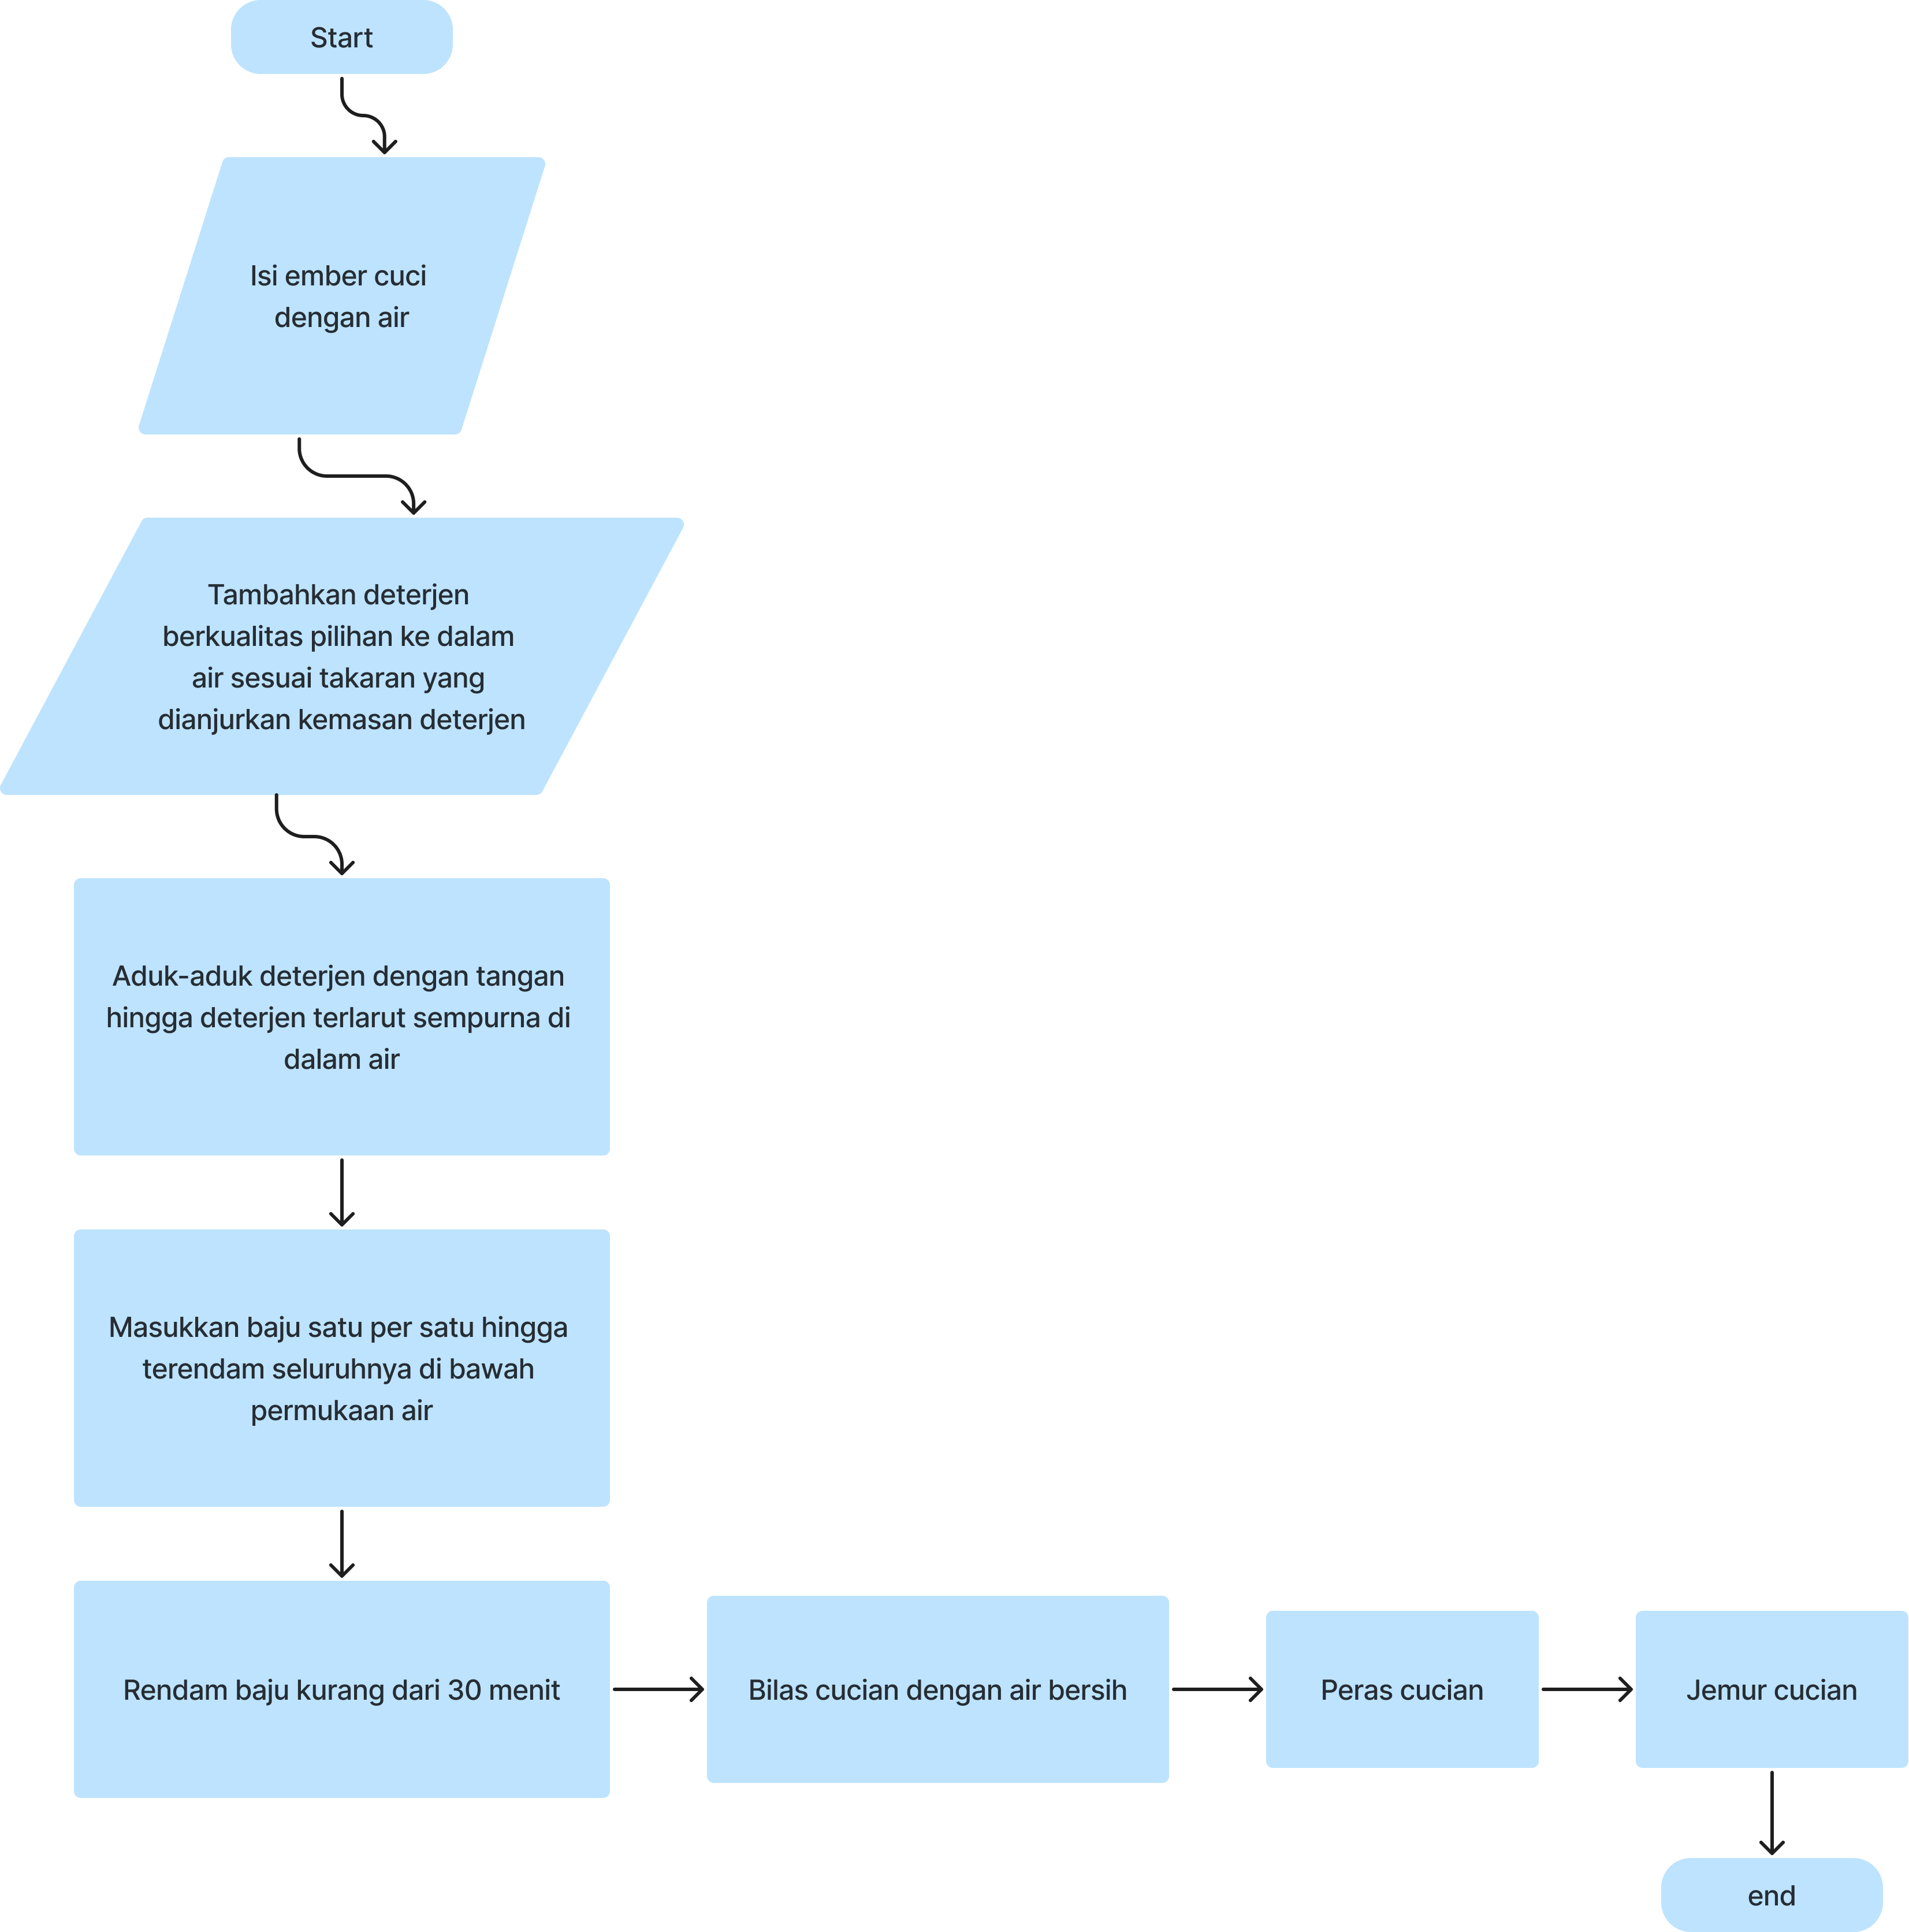 Start
Isi ember cuci
dengan air
Tambahkan deterjen
berkualitas pilihan ke dalam
air sesuai takaran yang
dianjurkan kemasan deterjen
Aduk-aduk deterjen dengan tangan
hingga deterjen terlarut sempurna di
dalam air
Masukkan baju satu per satu hingga
terendam seluruhnya di bawah
permukaan air
Rendam baju kurang dari 30 menit
Bilas cucian dengan air bersih
Peras cucian
Jemur cucian
end